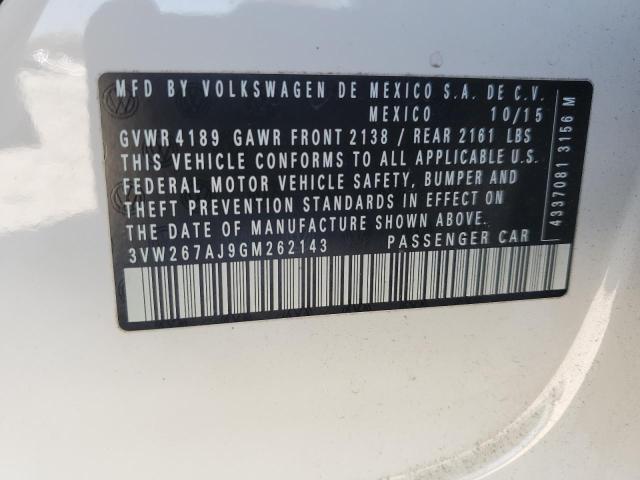 MFD BY VOLKSWAGEN DE MEXICO S.A. DE C.V.
MEXICO 10/15
GVWR 4189 GAWR FRONT 2138 / REAR 2161 LBS
THIS VEHICLE CONFORMS TO ALL APPLICABLE U.S.
FEDERAL MOTOR VEHICLE SAFETY, BUMPER AND
THEFT PREVENTION STANDARDS IN EFFECT ON
THE DATE OF MANUFACTURE SHOWN ABOVE.
3VW267AJ9GM262143 PASSENGER CAR
4337081 3156 M